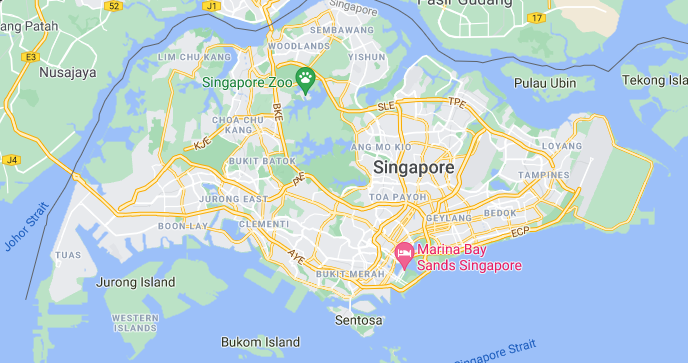 ang Patah
52
E3
J1
Singapore
Pasir Gudang
17
SEMBAWANG
WOODLANDS
LIM CHU KANG
YISHUN
Nusajaya
Singapore Zoo
Pulau Ubin
Tekong Isl
SLE
TPE
BKE
CHOA CHU
KANG
KJE
ANG MO KIO
LOYANG
J4
BUKIT BATOK
Singapore
TAMPINES
PIE
JURONG EAST
TOA PAYOH
GEYLANG
BEDOK
Johor Strait
BOON LAY
CLEMENTI
ECP
TUAS
AYE
Marina Bay
Sands Singapore
BUKIT MERAH
Jurong Island
WESTERN
ISLANDS
Sentosa
Bukom Island
Singapore Strait